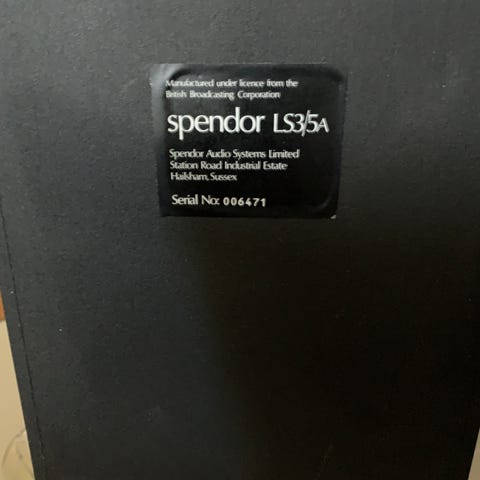 Manufactured under licence from the
British Broadcasting Corporation
spendor LS3/5A
Spendor Audio Systems Limited
Station Road Industrial Estate
Hailsham, Sussex
Serial No: 006471